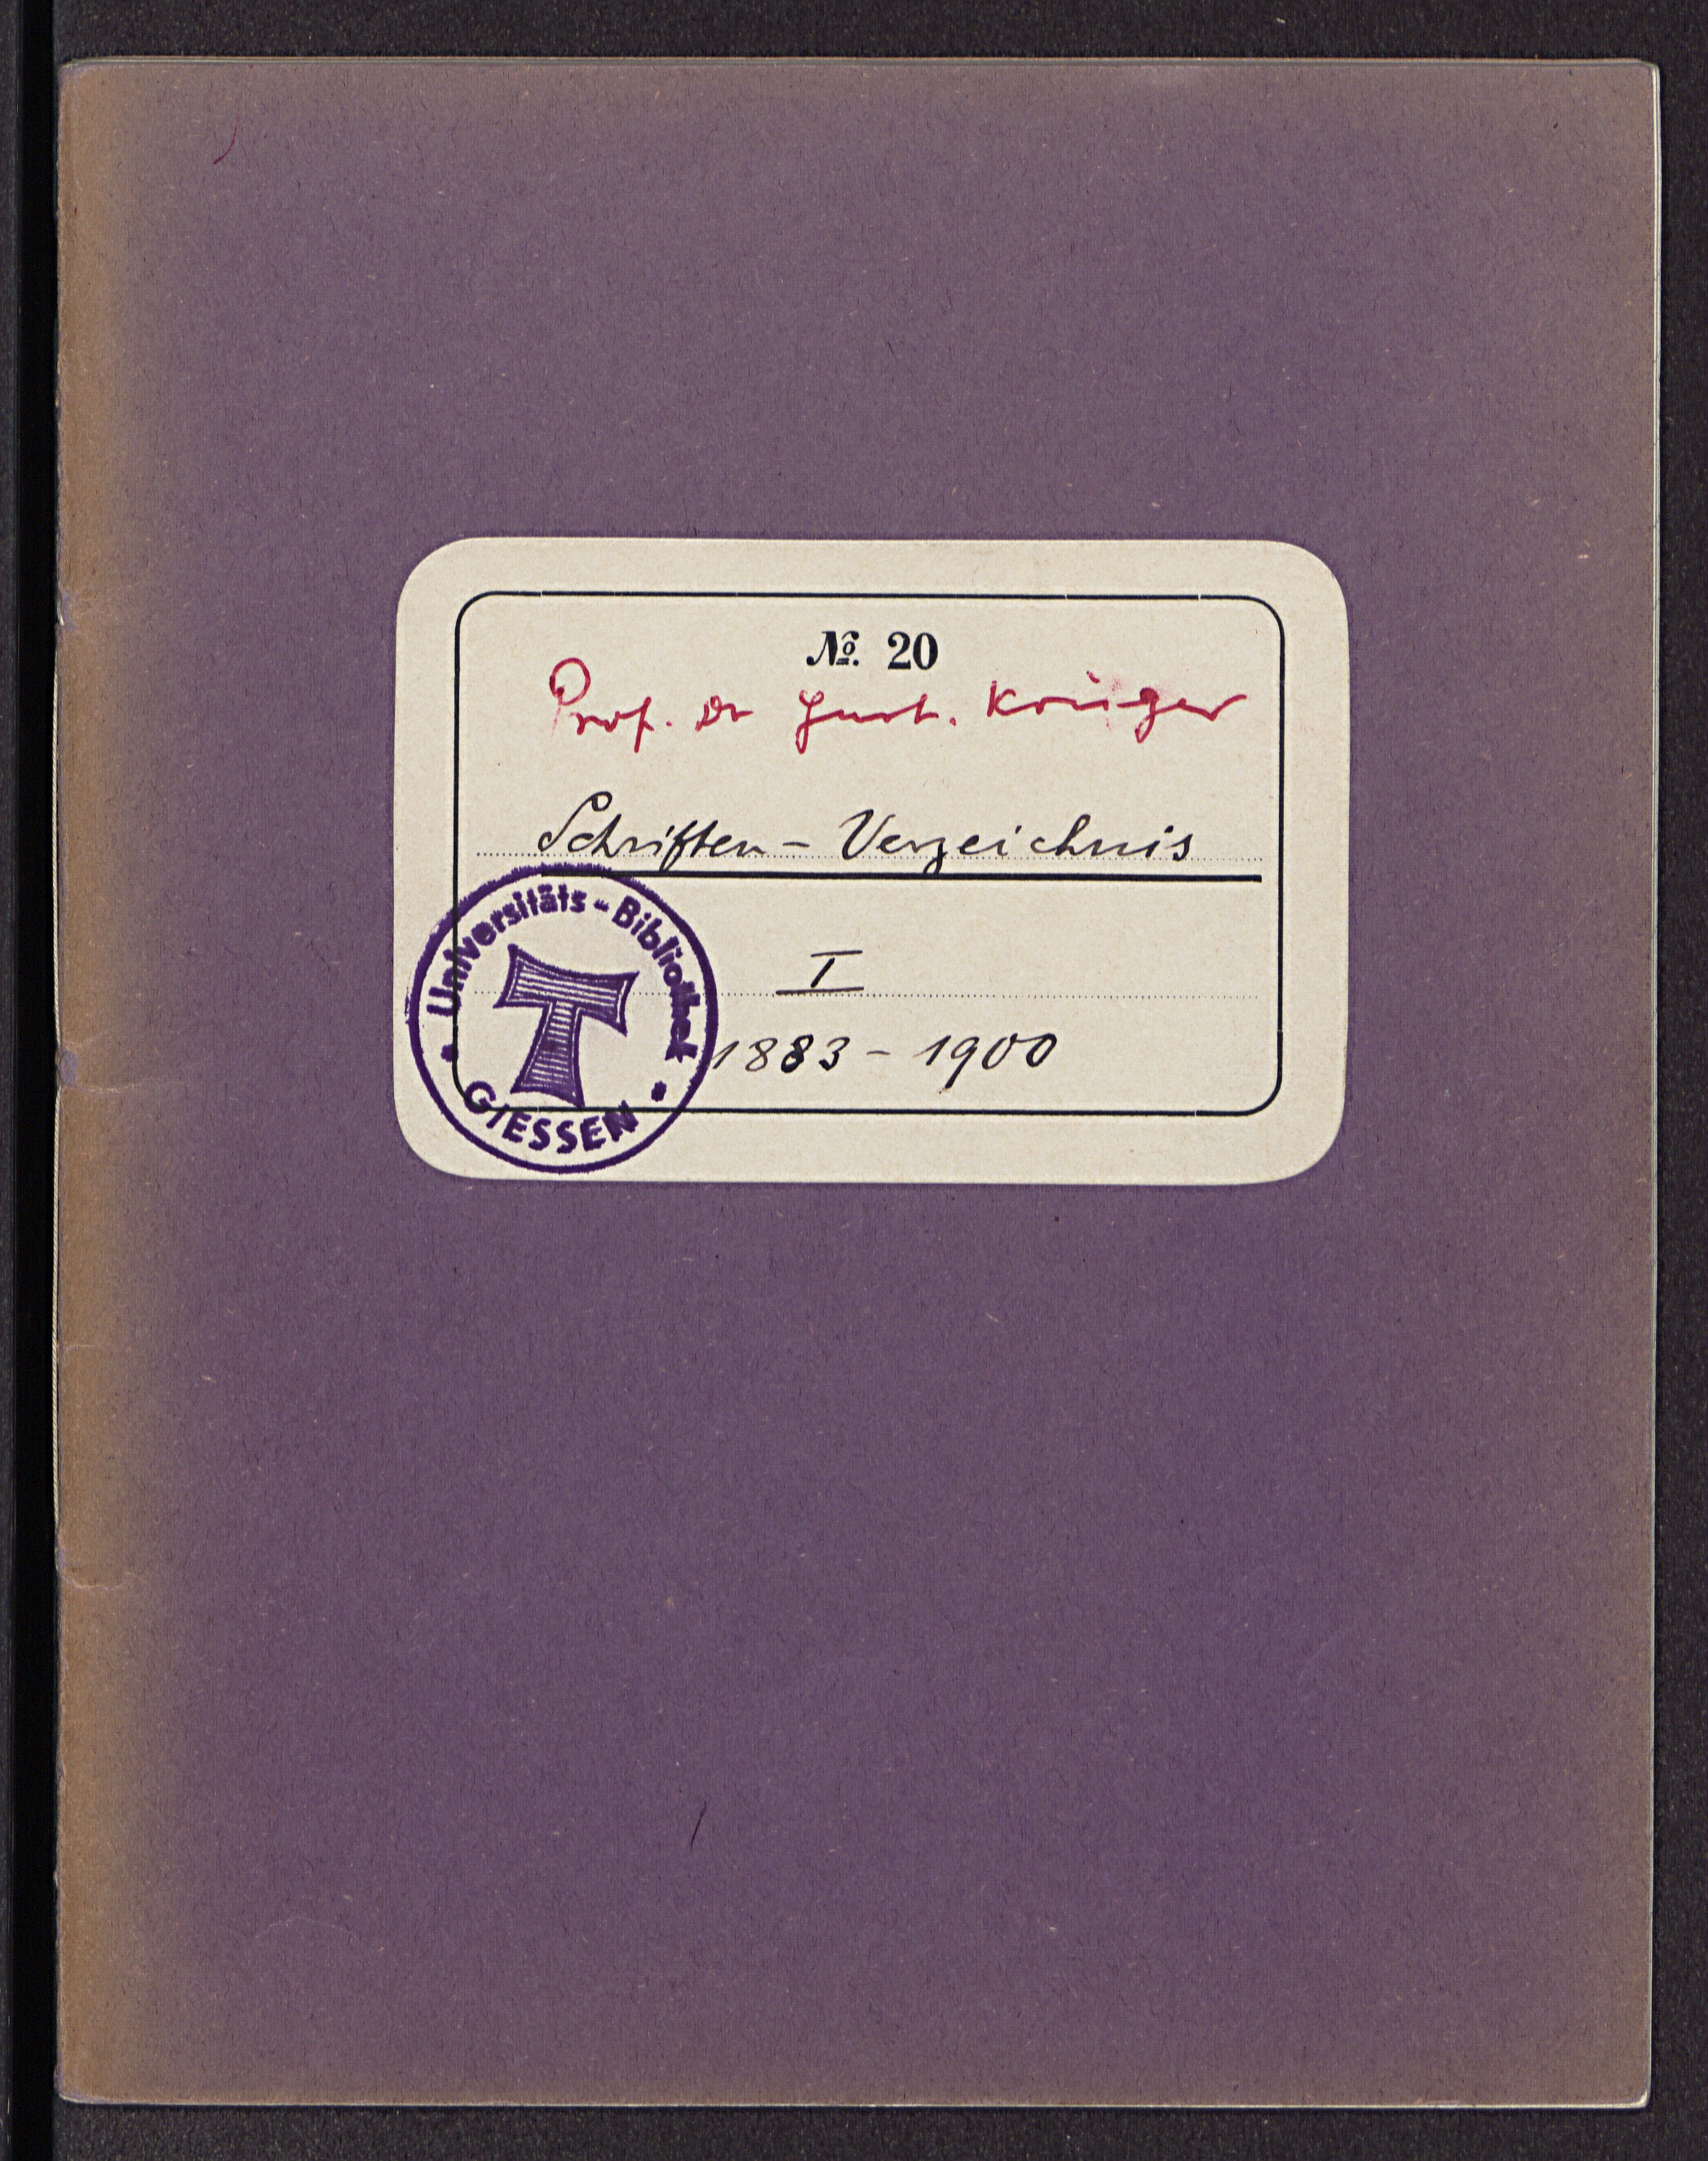 № 20
Prof. Dr Gust. Krüger
Schriften - Verzeichnis
I
1883 - 1900
Universitäts - Bibliothek
GIESSEN